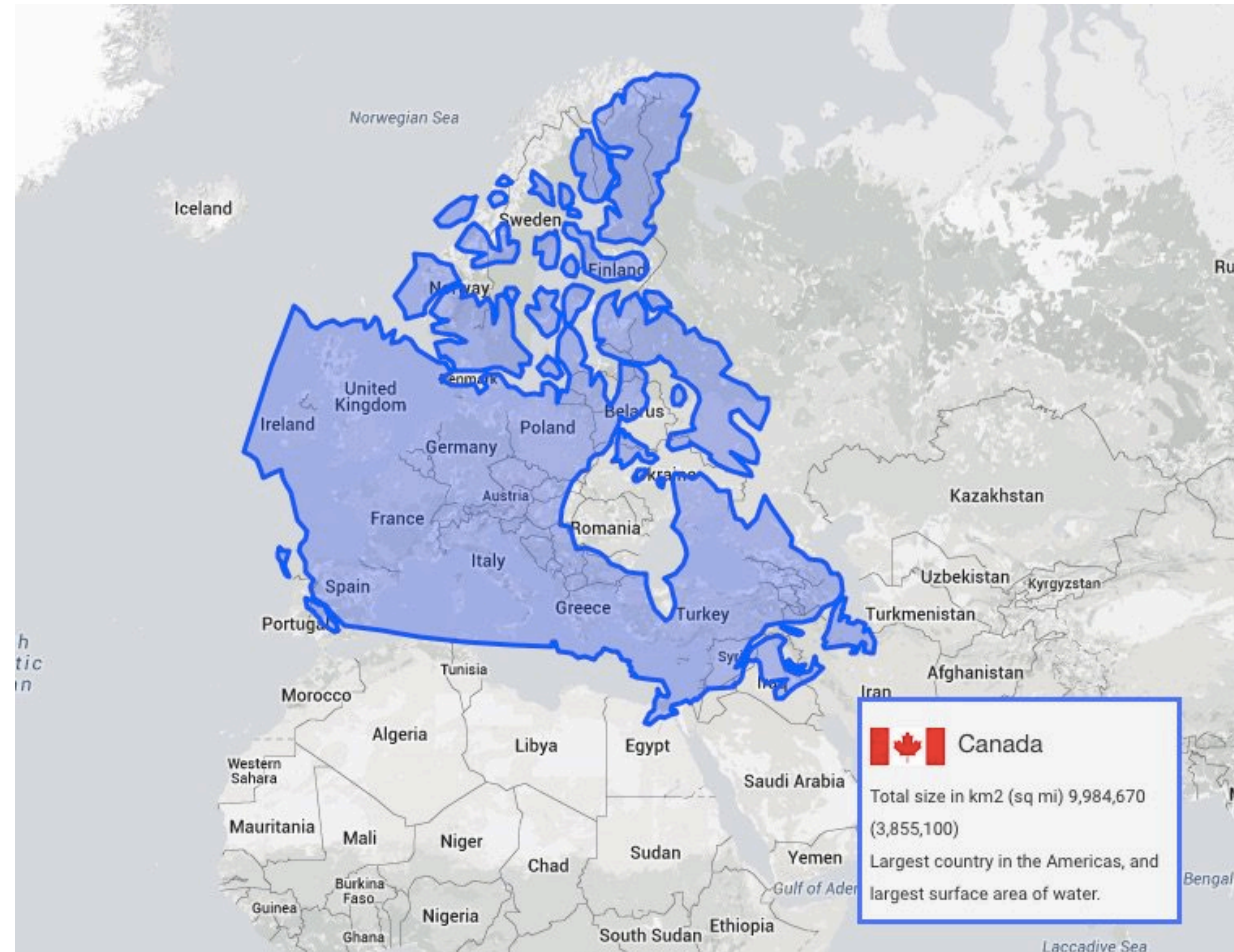 Norwegian Sea
Iceland
Sweden
Finland
Norway
Ru
Denmark
United
Kingdom
Ireland
Belarus
Poland
Germany
Ukraine
Kazakhstan
Austria
France
Romania
Italy
Uzbekistan
Kyrgyzstan
Spain
Greece
Turkey
Turkmenistan
Portugal
h
tic
an
Syri
Tunisia
Afghanistan
Iraq
Iran
Morocco
Algeria
Libya
Egypt
Western
Sahara
Saudi Arabia
Mauritania
Mali
Niger
Chad
Sudan
Yemen
Burkina
Faso
Gulf of Aden
Guinea
Nigeria
Ethiopia
Ghana
South Sudan
Canada
Total size in km2 (sq mi) 9,984,670
(3,855,100)
Largest country in the Americas, and
largest surface area of water.
Bengal
Laccadive Sea